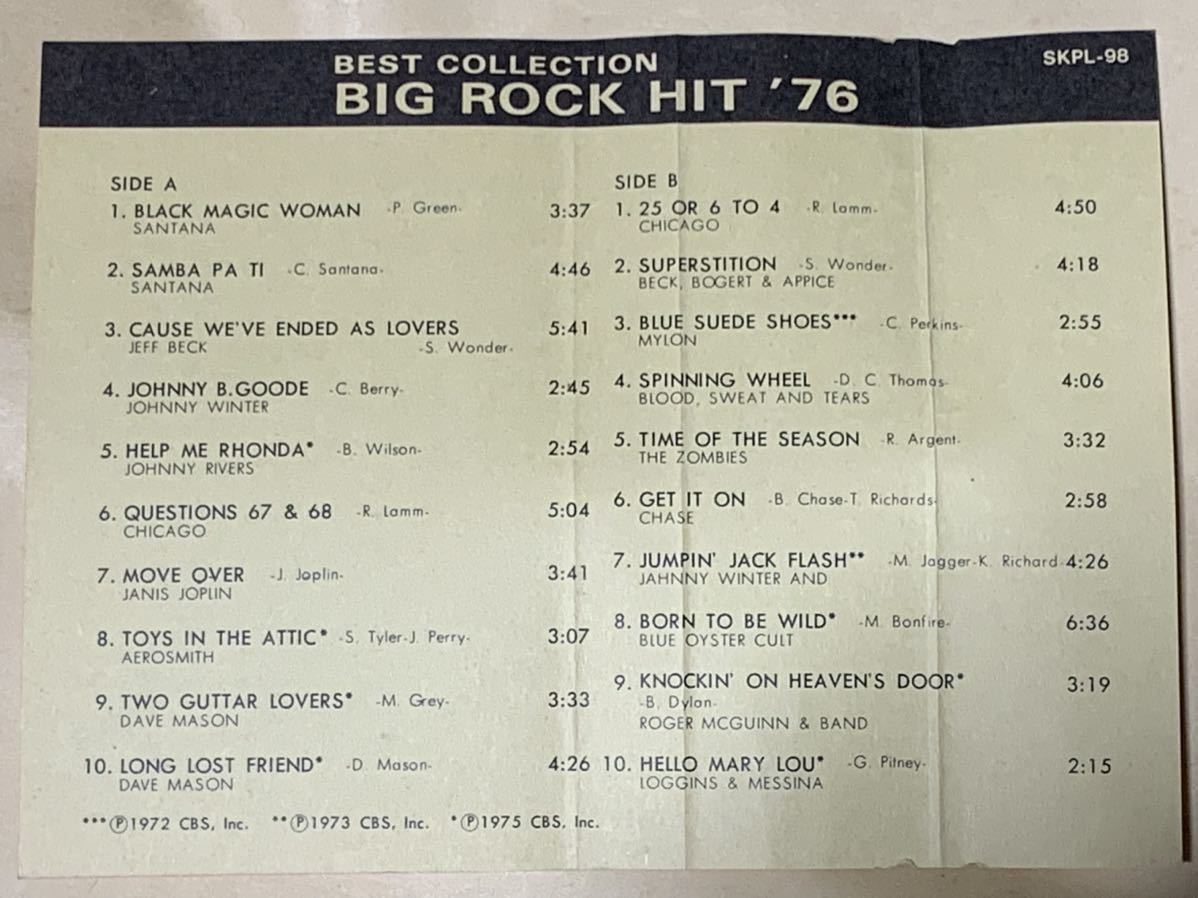 BEST COLLECTION
BIG ROCK HIT '76
SKPL-98
SIDE A
1. BLACK MAGIC WOMAN -P. Green- 3:37
SANTANA
2. SAMBA PA TI -C. Santana- 4:46
SANTANA
3. CAUSE WE'VE ENDED AS LOVERS 5:41
JEFF BECK -S. Wonder-
4. JOHNNY B.GOODE -C. Berry- 2:45
JOHNNY WINTER
5. HELP ME RHONDA* -B. Wilson- 2:54
JOHNNY RIVERS
6. QUESTIONS 67 & 68 -R. Lamm- 5:04
CHICAGO
7. MOVE OVER -J. Joplin- 3:41
JANIS JOPLIN
8. TOYS IN THE ATTIC* -S. Tyler-J. Perry- 3:07
AEROSMITH
9. TWO GUTTAR LOVERS* -M. Grey- 3:33
DAVE MASON
10. LONG LOST FRIEND* -D. Mason- 4:26
DAVE MASON
SIDE B
1. 25 OR 6 TO 4 -R. Lamm- 4:50
CHICAGO
2. SUPERSTITION -S. Wonder- 4:18
BECK, BOGERT & APPICE
3. BLUE SUEDE SHOES*** -C. Perkins- 2:55
MYLON
4. SPINNING WHEEL -D. C. Thomas- 4:06
BLOOD, SWEAT AND TEARS
5. TIME OF THE SEASON -R. Argent- 3:32
THE ZOMBIES
6. GET IT ON -B. Chase-T. Richards- 2:58
CHASE
7. JUMPIN' JACK FLASH** -M. Jagger-K. Richard- 4:26
JAHNNY WINTER AND
8. BORN TO BE WILD* -M. Bonfire- 6:36
BLUE OYSTER CULT
9. KNOCKIN' ON HEAVEN'S DOOR* 3:19
-B. Dylan-
ROGER MCGUINN & BAND
10. HELLO MARY LOU* -G. Pitney- 2:15
LOGGINS & MESSINA
***Ⓟ1972 CBS, Inc. **Ⓟ1973 CBS, Inc. *Ⓟ1975 CBS, Inc.